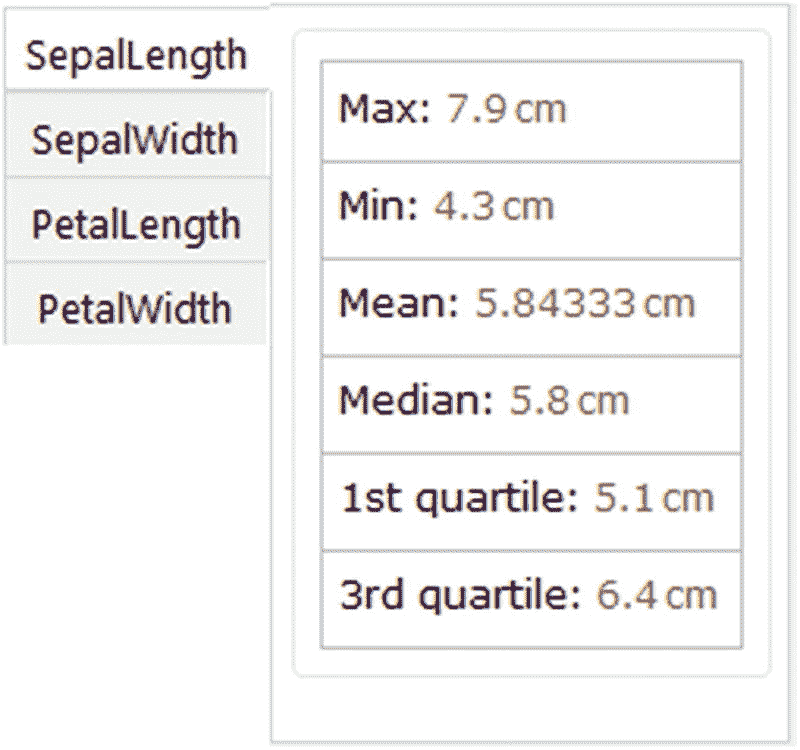 SepalLength
SepalWidth
PetalLength
PetalWidth
Max: 7.9 cm
Min: 4.3 cm
Mean: 5.84333 cm
Median: 5.8 cm
1st quartile: 5.1 cm
3rd quartile: 6.4 cm